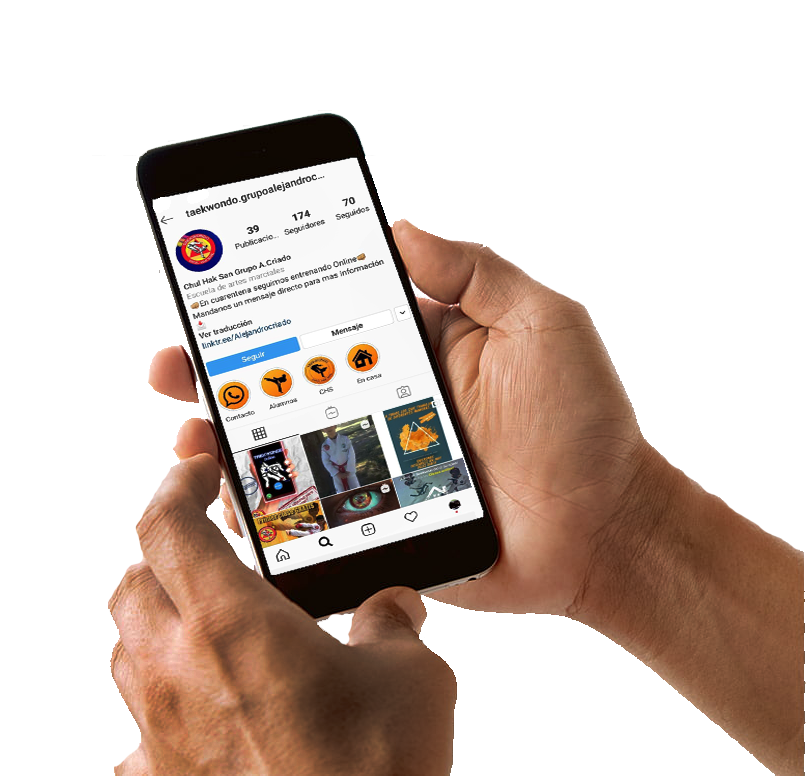 taekwondo.grupoalejandroc...
39 174 70
Publicacio... Seguidores Seguidos
Chul Hak San Grupo A.Criado
Escuela de artes marciales
En cuarentena seguimos entrenando Online
Mandanos un mensaje directo para mas información
Ver traducción
linktr.ee/Alejandrocriado
Seguir Mensaje
Contacto Alumnos CHS En casa